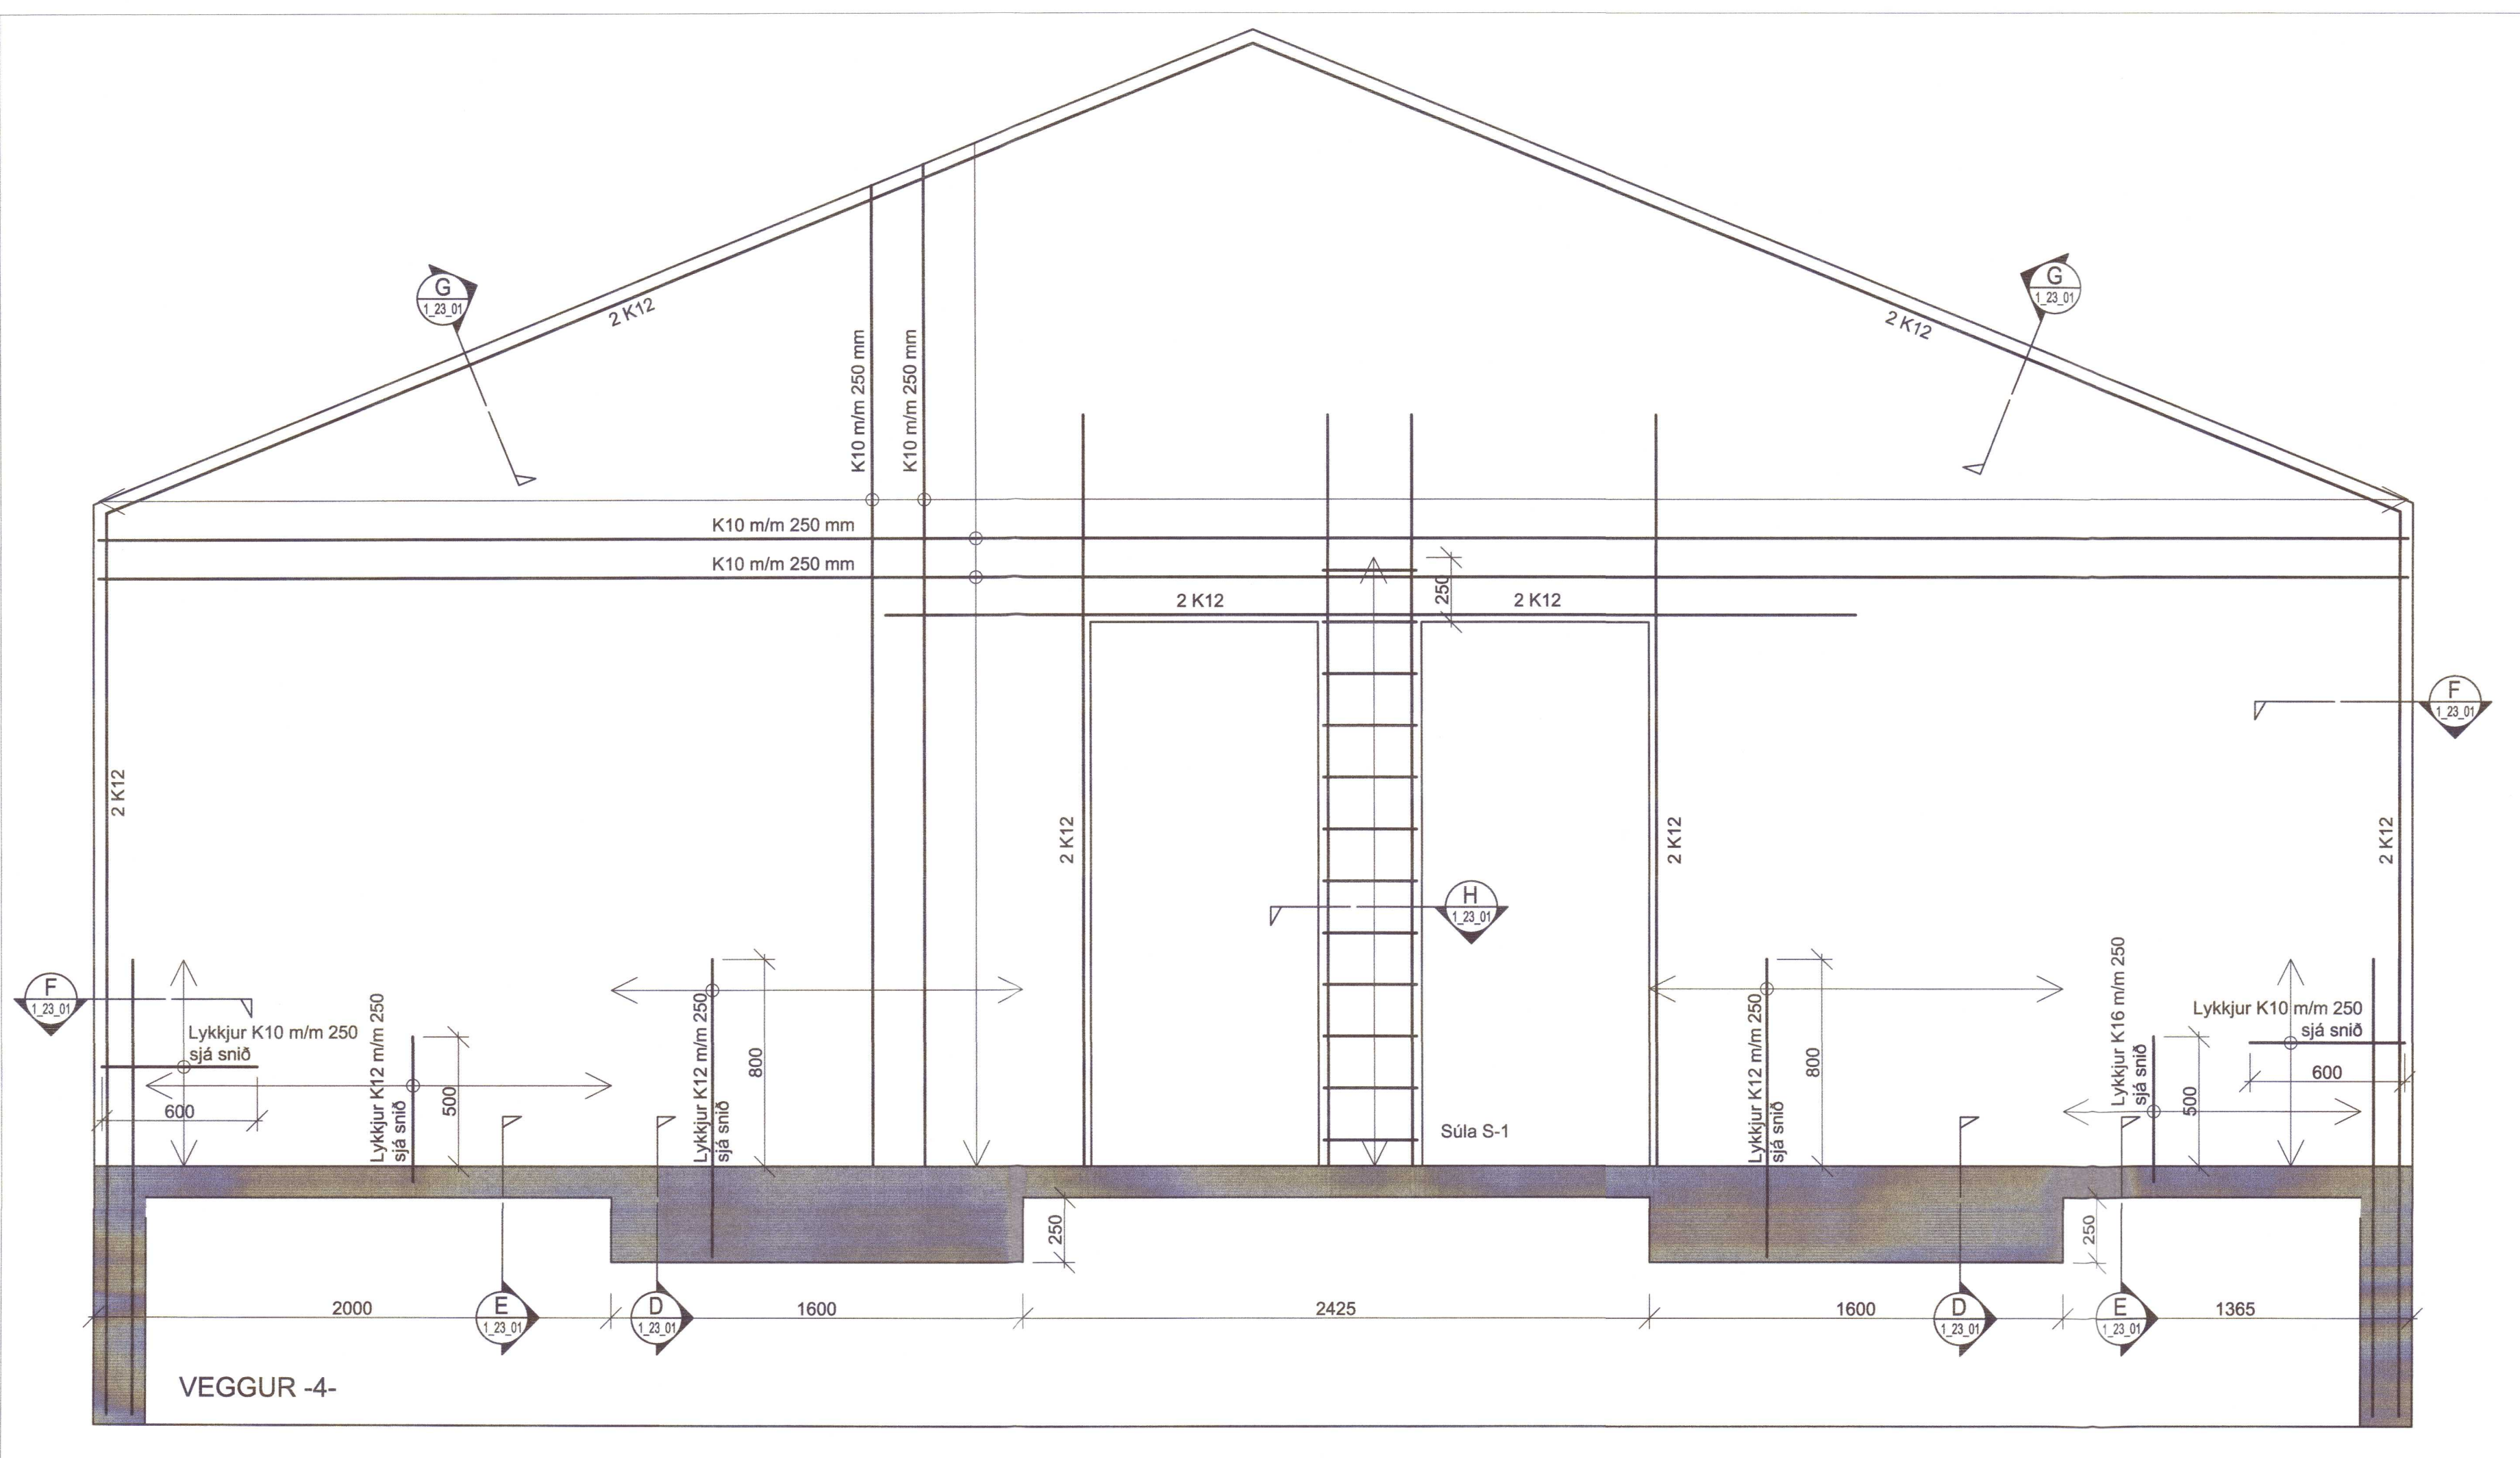 G
1_23_01
G
1_23_01
2 K12
2 K12
K10 m/m 250 mm
K10 m/m 250 mm
K10 m/m 250 mm
K10 m/m 250 mm
250
2 K12
2 K12
F
1_23_01
2 K12
2 K12
2 K12
2 K12
H
1_23_01
F
1_23_01
Lykkjur K10 m/m 250
sjá snið
600
Lykkjur K12 m/m 250
sjá snið
500
Lykkjur K12 m/m 250
sjá snið
800
Súla S-1
Lykkjur K12 m/m 250
sjá snið
800
Lykkjur K16 m/m 250
sjá snið
500
Lykkjur K10 m/m 250
sjá snið
600
250
250
2000
E
1_23_01
D
1_23_01
1600
2425
1600
D
1_23_01
E
1_23_01
1365
VEGGUR -4-